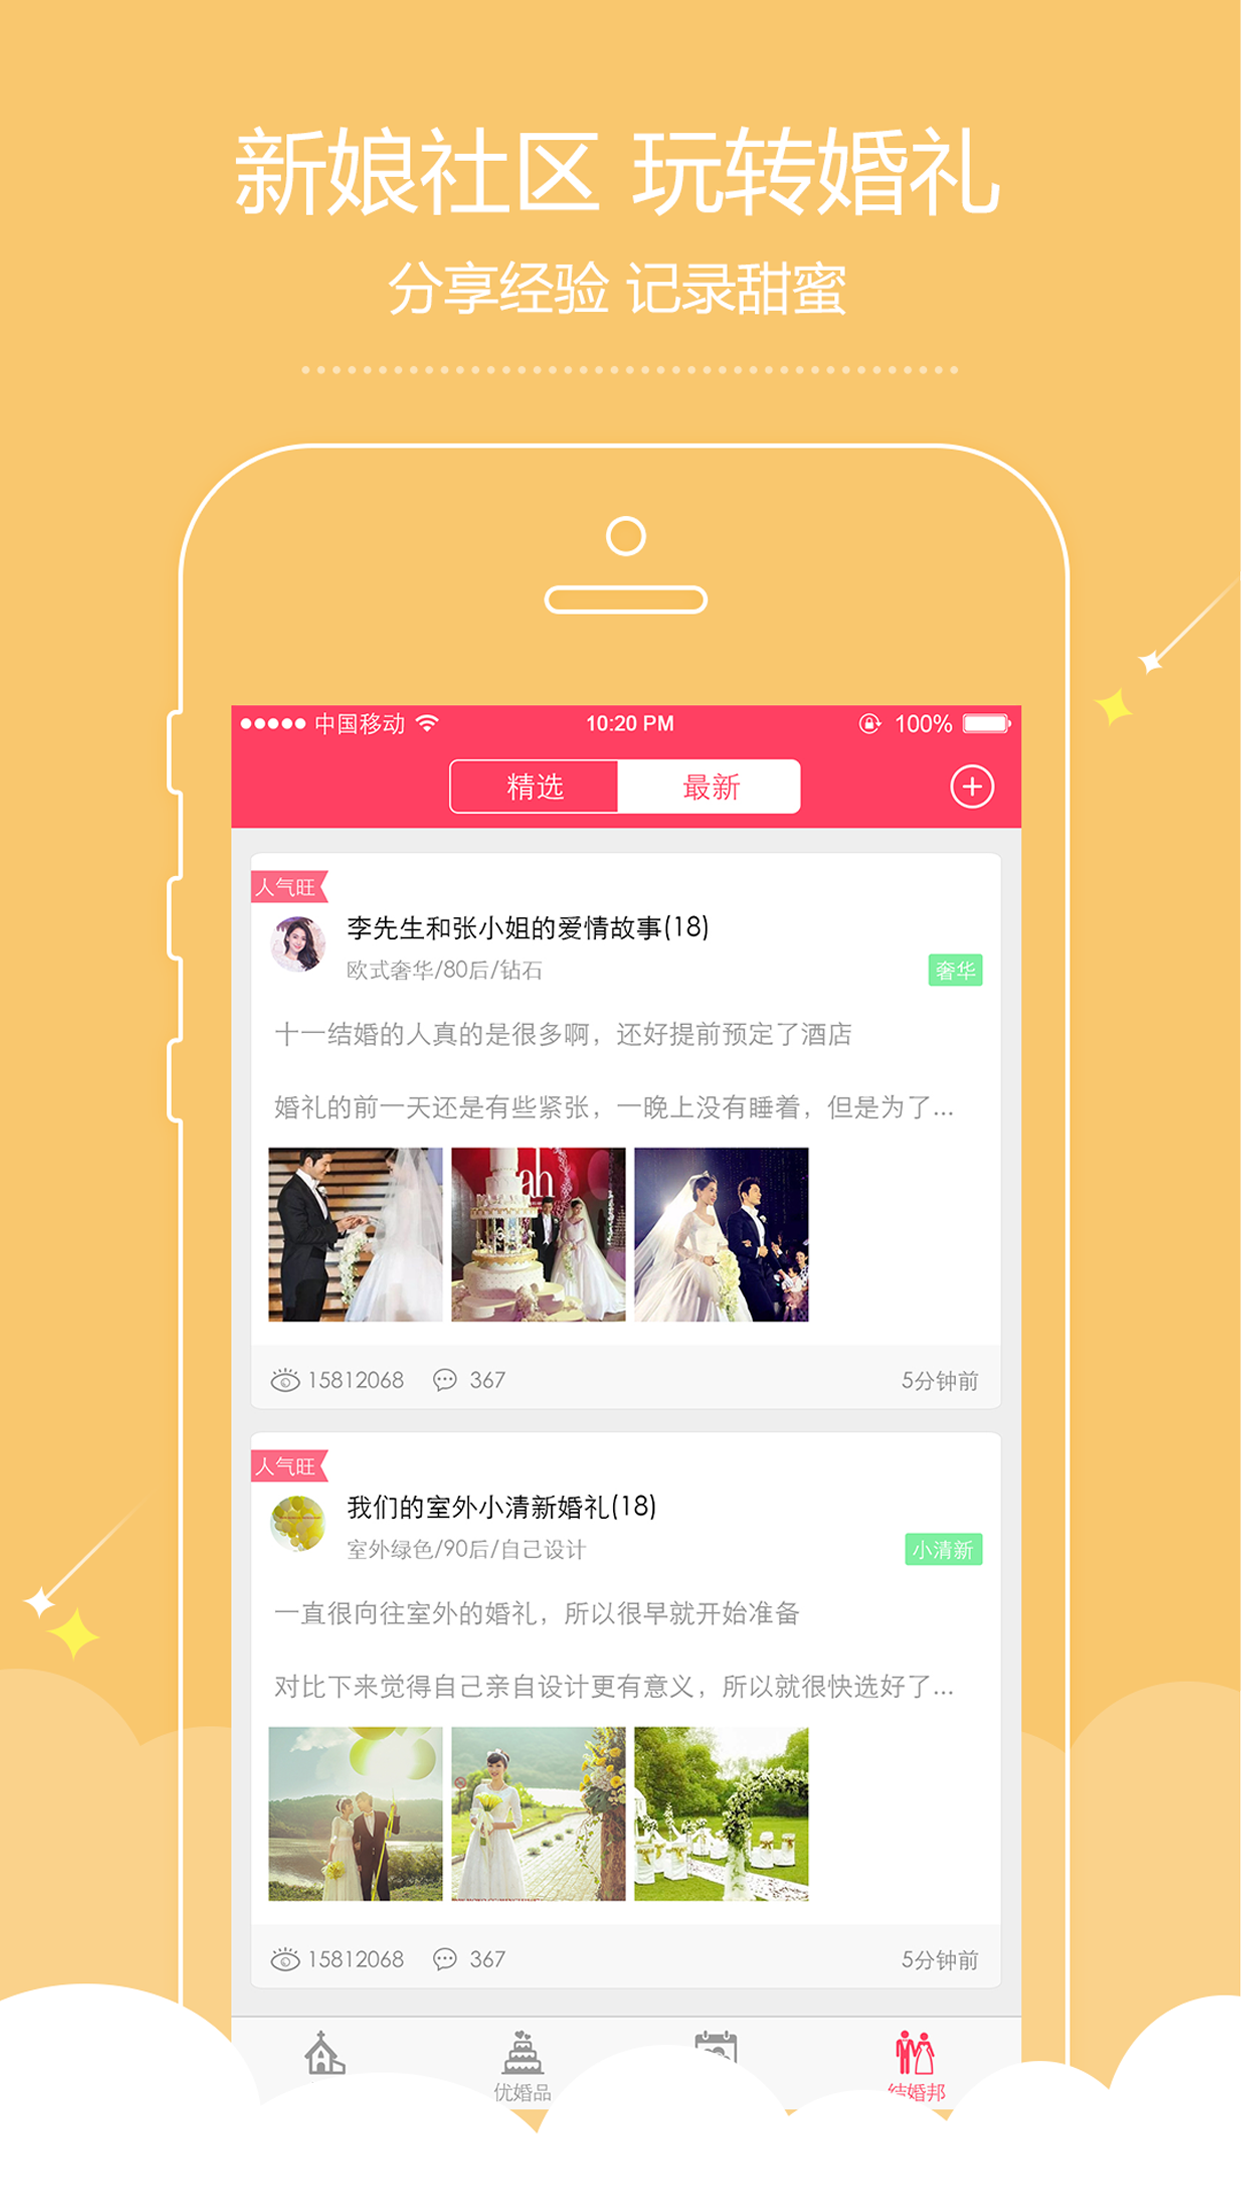 新娘社区 玩转婚礼
分享经验 记录甜蜜
中国移动 10:20 PM 100%
精选 最新
人气旺
李先生和张小姐的爱情故事(18)
欧式奢华/80后/钻石 奢华
十一结婚的人真的是很多啊，还好提前预定了酒店
婚礼的前一天还是有些紧张，一晚上没有睡着，但是为了...
ah
15812068 367 5分钟前
人气旺
我们的室外小清新婚礼(18)
室外绿色/90后/自己设计 小清新
一直很向往室外的婚礼，所以很早就开始准备
对比下来觉得自己亲自设计更有意义，所以就很快选好了...
15812068 367 5分钟前
优婚品 结婚邦